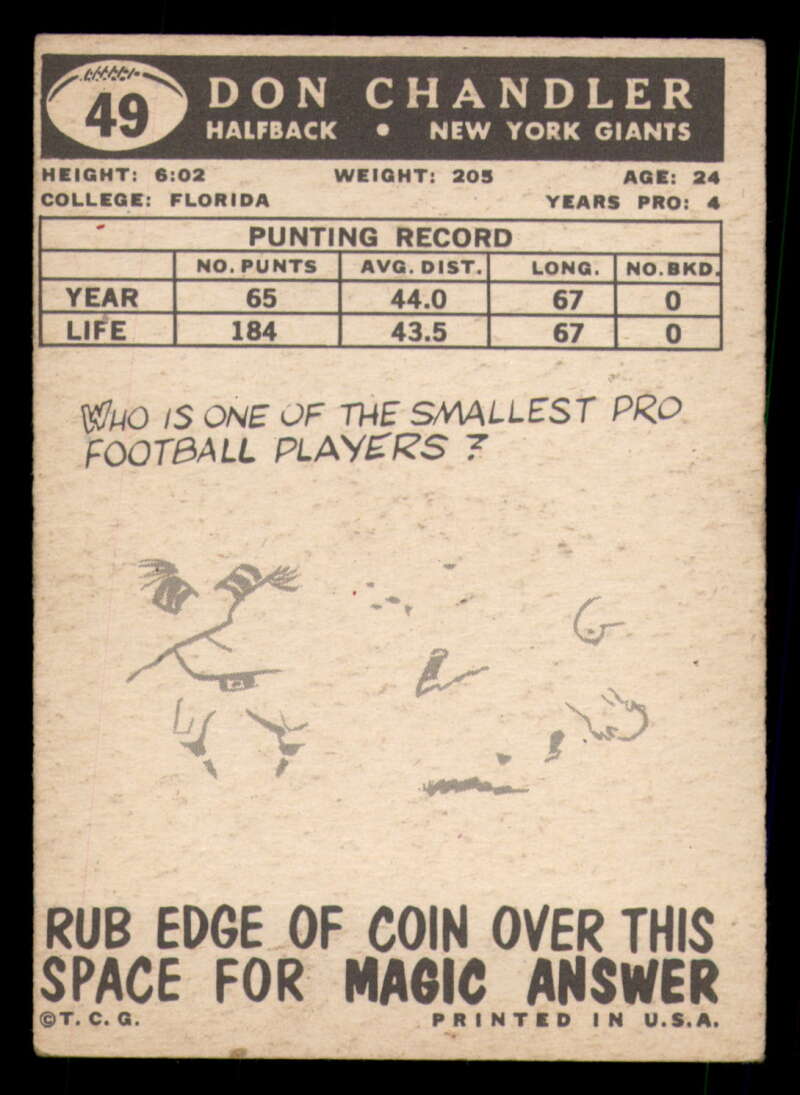 49
DON CHANDLER
HALFBACK • NEW YORK GIANTS
HEIGHT: 6:02 WEIGHT: 205 AGE: 24
COLLEGE: FLORIDA YEARS PRO: 4
PUNTING RECORD
NO. PUNTS AVG. DIST. LONG. NO. BKD.
YEAR 65 44.0 67 0
LIFE 184 43.5 67 0
WHO IS ONE OF THE SMALLEST PRO
FOOTBALL PLAYERS?
RUB EDGE OF COIN OVER THIS
SPACE FOR MAGIC ANSWER
©T. C. G. PRINTED IN U.S.A.